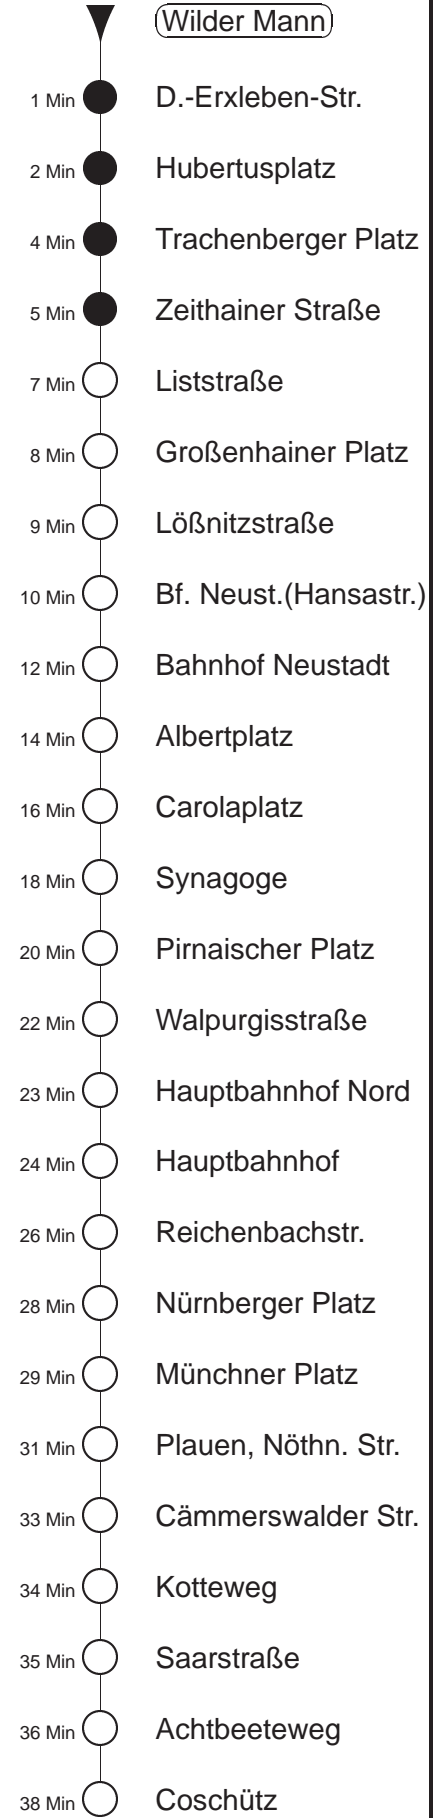 Wilder Mann
1 Min D.-Erxleben-Str.
2 Min Hubertusplatz
4 Min Trachenberger Platz
5 Min Zeithainer Straße
7 Min Liststraße
8 Min Großenhainer Platz
9 Min Lößnitzstraße
10 Min Bf. Neust.(Hansastr.)
12 Min Bahnhof Neustadt
14 Min Albertplatz
16 Min Carolaplatz
18 Min Synagoge
20 Min Pirnaischer Platz
22 Min Walpurgisstraße
23 Min Hauptbahnhof Nord
24 Min Hauptbahnhof
26 Min Reichenbachstr.
28 Min Nürnberger Platz
29 Min Münchner Platz
31 Min Plauen, Nöthn. Str.
33 Min Cämmerswalder Str.
34 Min Kotteweg
35 Min Saarstraße
36 Min Achtbeeteweg
38 Min Coschütz